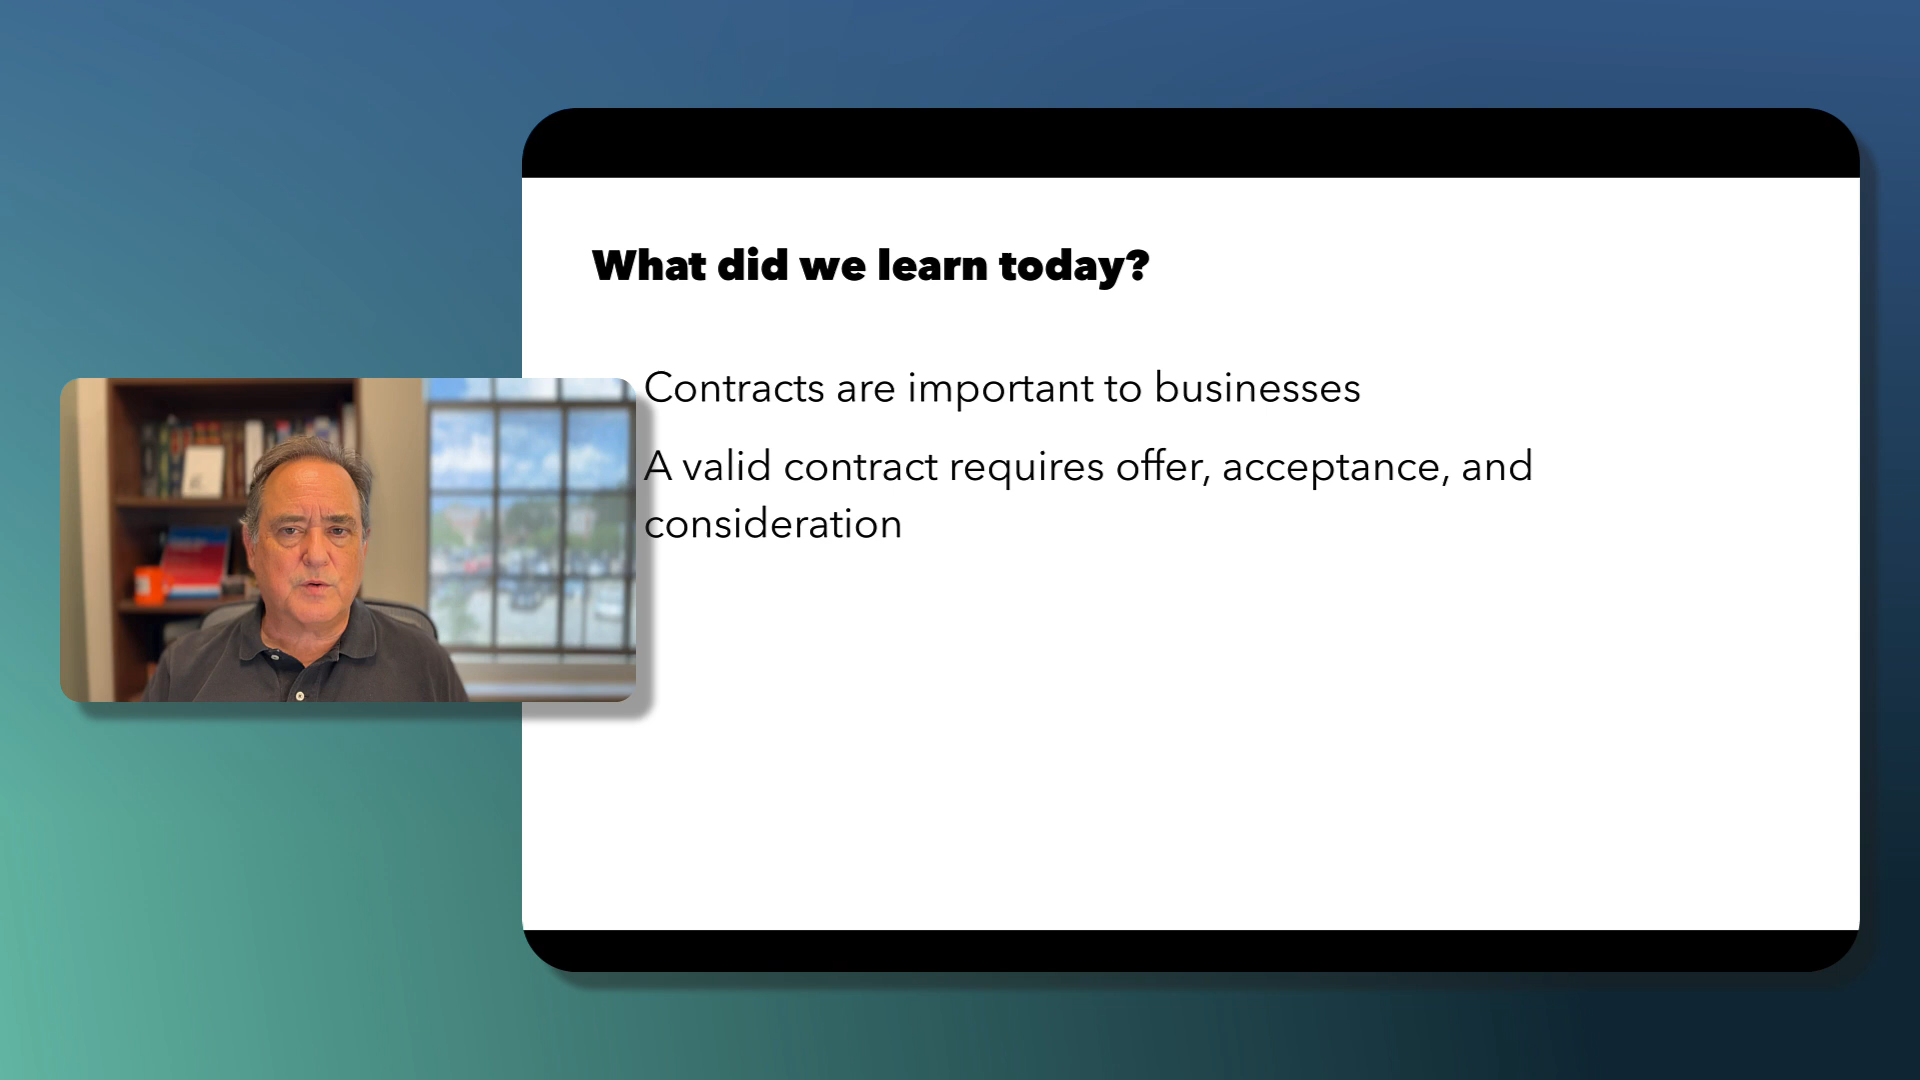 What did we learn today?
Contracts are important to businesses
A valid contract requires offer, acceptance, and
consideration